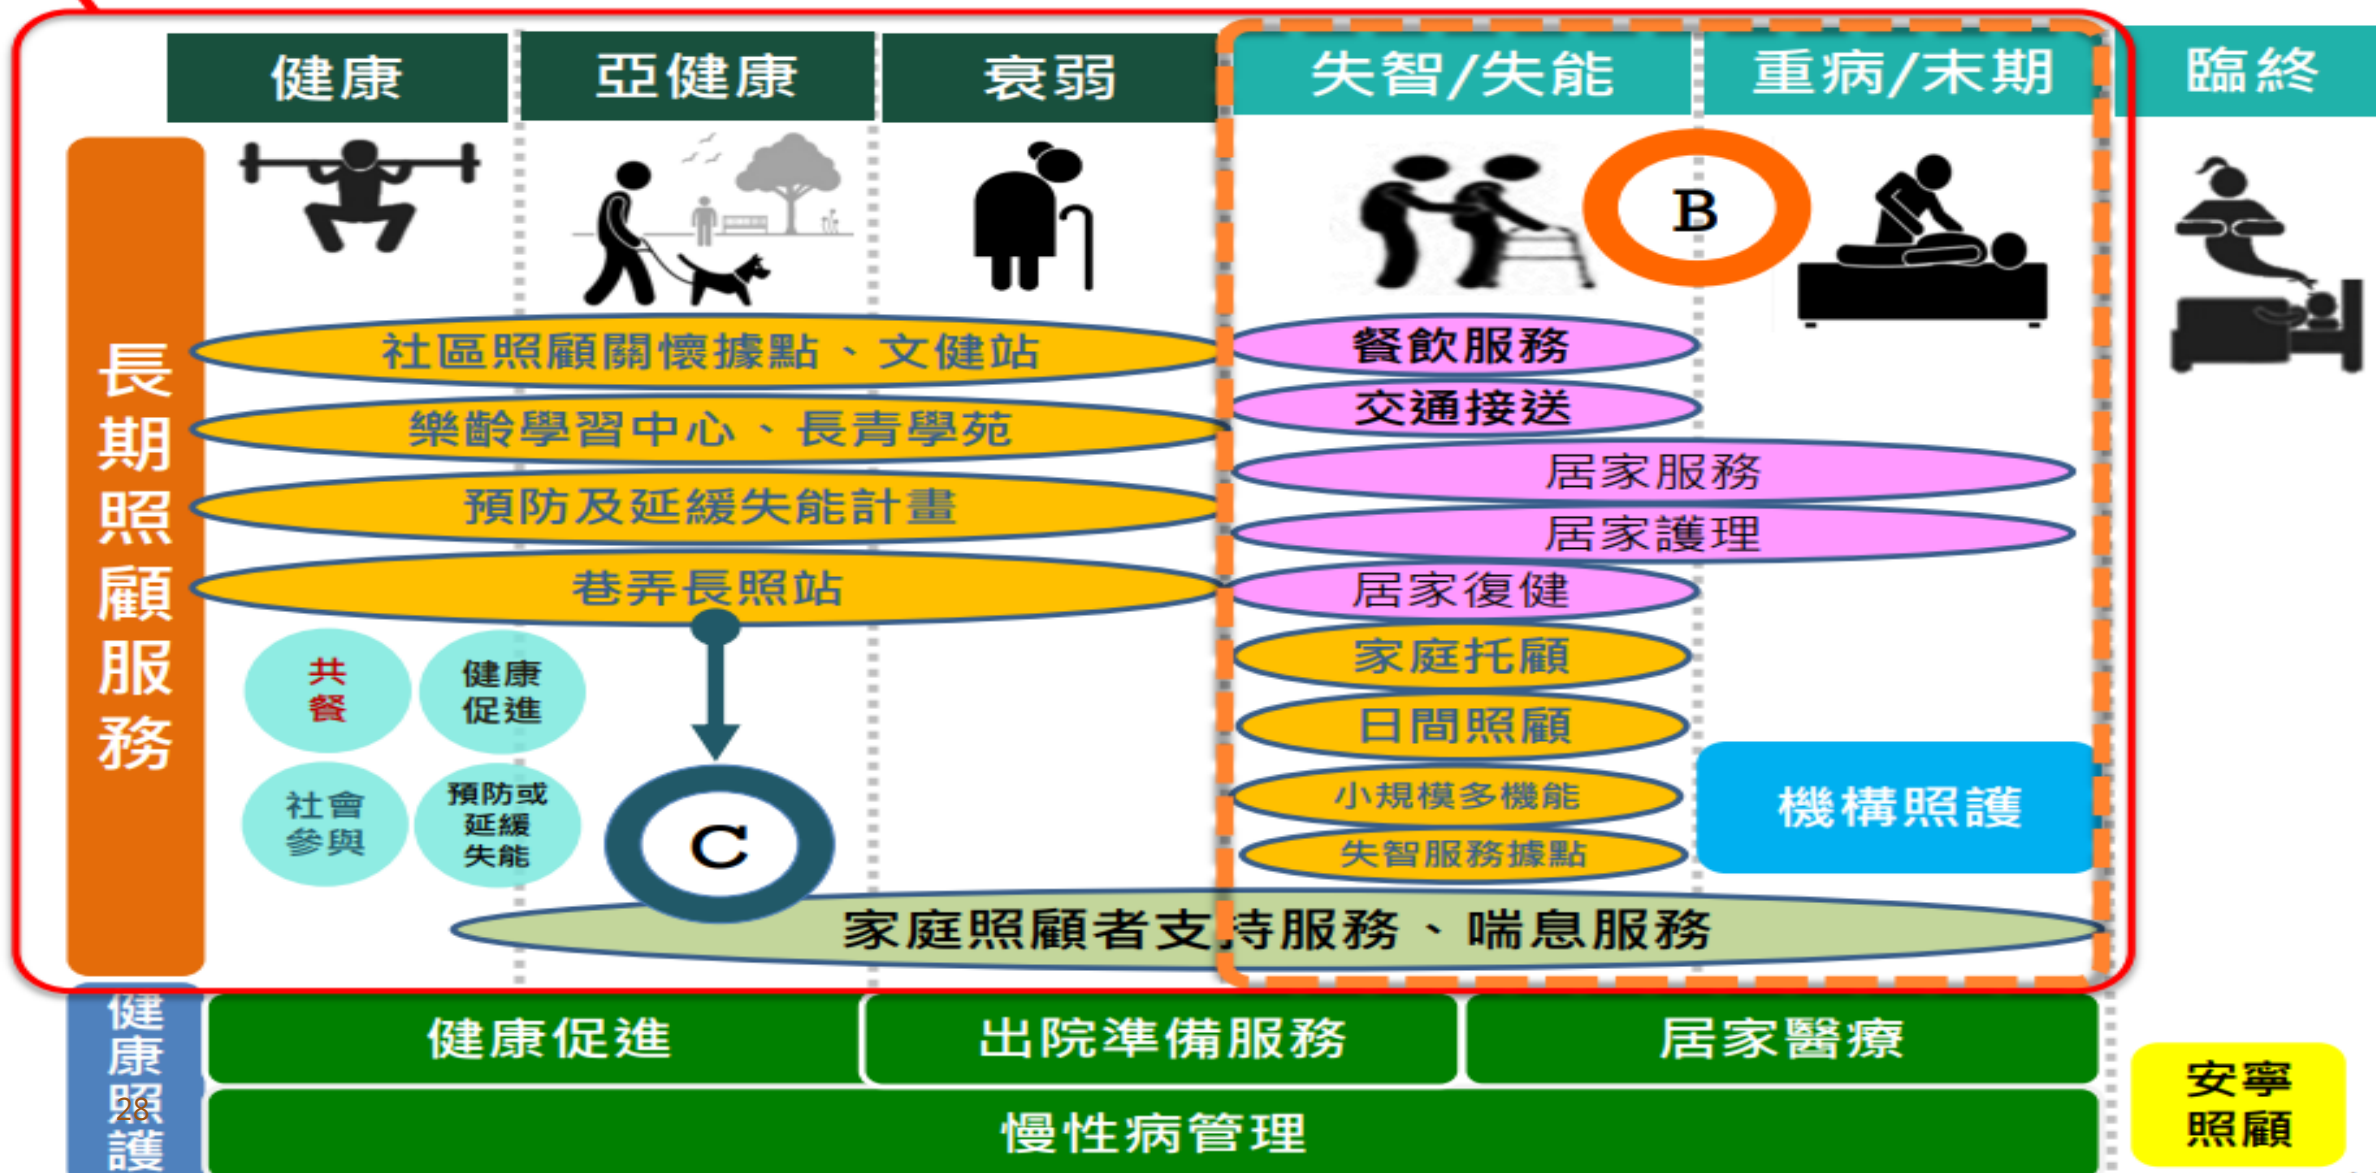 健康
亞健康
衰弱
失智/失能
重病/末期
臨終
B
長期照顧服務
社區照顧關懷據點、文健站
樂齡學習中心、長青學苑
預防及延緩失能計畫
巷弄長照站
餐飲服務
交通接送
居家服務
居家護理
居家復健
家庭托顧
日間照顧
小規模多機能
失智服務據點
機構照護
共
餐
健康
促進
社會
參與
預防或
延緩
失能
C
家庭照顧者支持服務、喘息服務
健康照護
28
健康促進
出院準備服務
居家醫療
慢性病管理
安寧
照顧